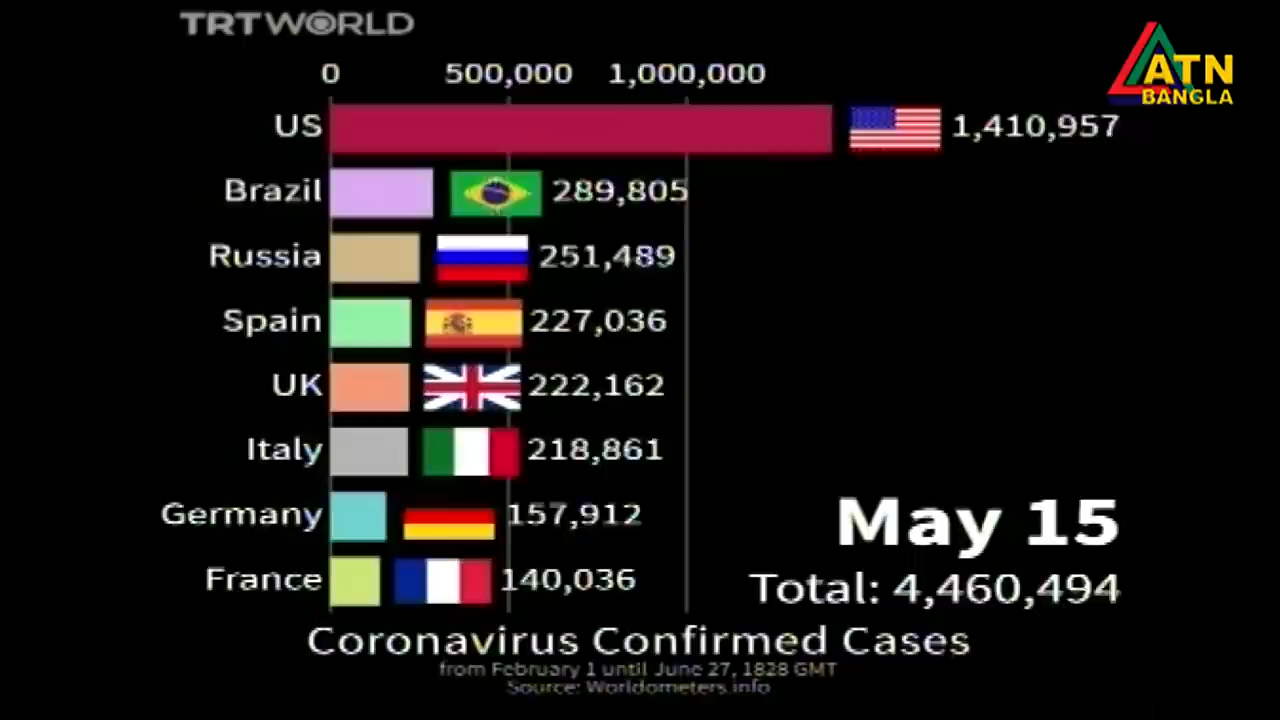 TRT WORLD
ATN
BANGLA
0 500,000 1,000,000
US 1,410,957
Brazil 289,805
Russia 251,489
Spain 227,036
UK 222,162
Italy 218,861
Germany 157,912
France 140,036
May 15
Total: 4,460,494
Coronavirus Confirmed Cases
from February 1 until June 27, 1828 GMT
Source: Worldometers.info